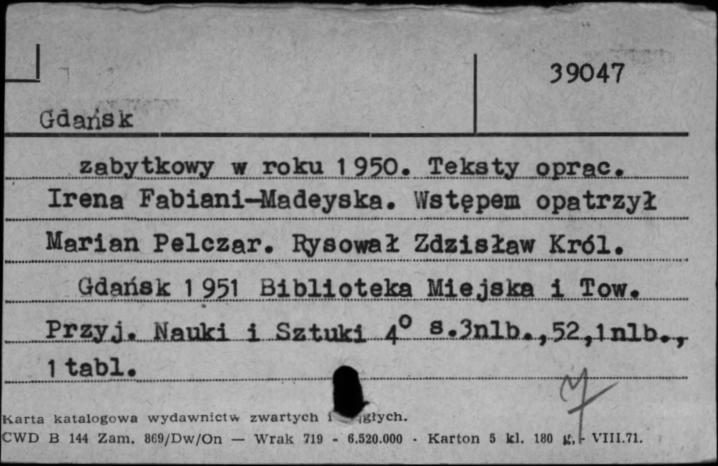 39047
Gdańsk
zabytkowy w roku 1950. Teksty oprac.
Irena Fabiani-Madeyska. Wstępem opatrzył
Marian Pelczar. Rysował Zdzisław Król.
Gdańsk 1951 Biblioteka Miejska i Tow.
Przyj. Nauki i Sztuki 4° s.3nlb.,52,1nlb.,
1 tabl.
Karta katalogowa wydawnictw zwartych i
CWD B 144 Zam. 869/Dw/On — Wrak 719 - 6.520.000 - Karton 5 kl. 180 g. - VIII.71.